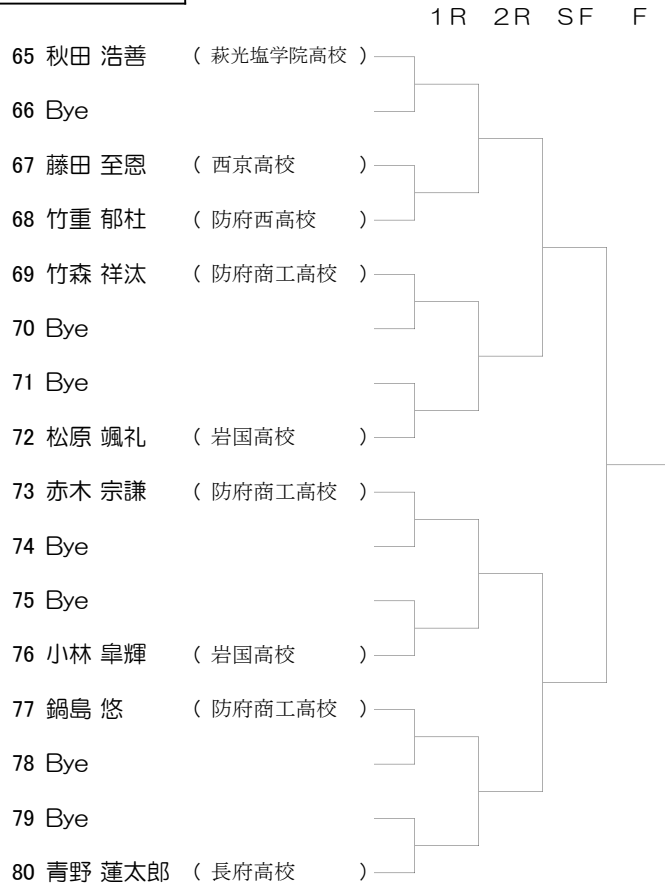 1R 2R SF F
65 秋田 浩善 ( 萩光塩学院高校 )
66 Bye
67 藤田 至恩 ( 西京高校 )
68 竹重 郁杜 ( 防府西高校 )
69 竹森 祥汰 ( 防府商工高校 )
70 Bye
71 Bye
72 松原 颯礼 ( 岩国高校 )
73 赤木 宗謙 ( 防府商工高校 )
74 Bye
75 Bye
76 小林 皐輝 ( 岩国高校 )
77 鍋島 悠 ( 防府商工高校 )
78 Bye
79 Bye
80 青野 蓮太郎 ( 長府高校 )